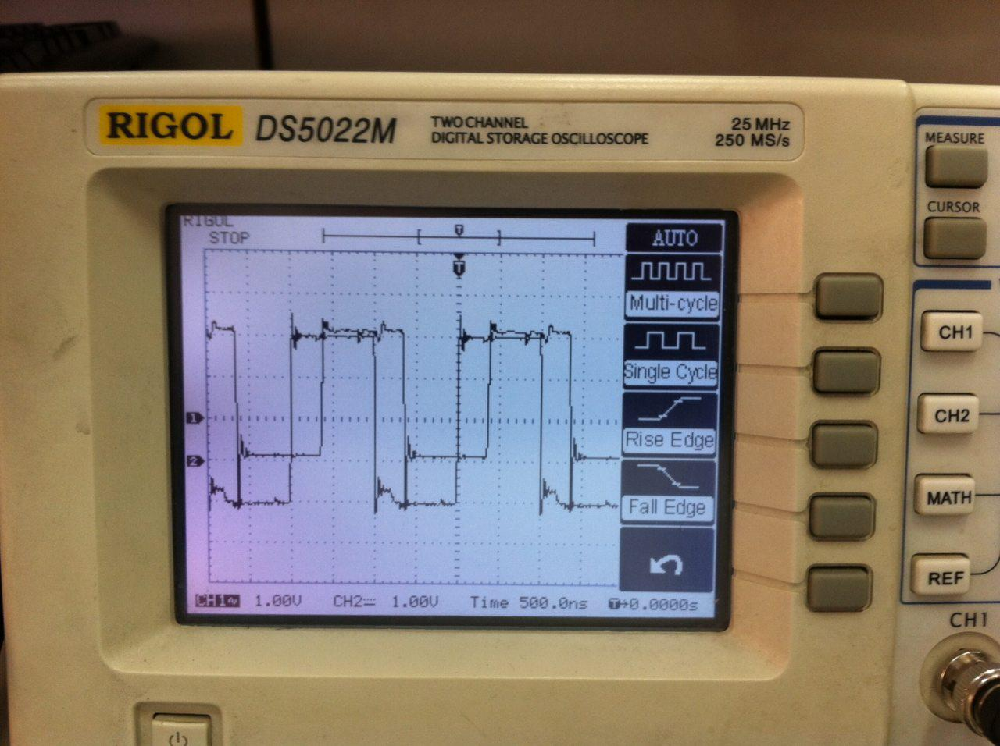 RIGOL DS5022M
TWO CHANNEL
DIGITAL STORAGE OSCILLOSCOPE
25 MHz
250 MS/s
RIGOL
STOP
T
T
AUTO
Multi-cycle
Single Cycle
Rise Edge
Fall Edge
1
2
CH1 1.00V CH2 1.00V Time 500.0ns T→0.0000s
MEASURE
CURSOR
CH1
CH2
MATH
REF
CH1